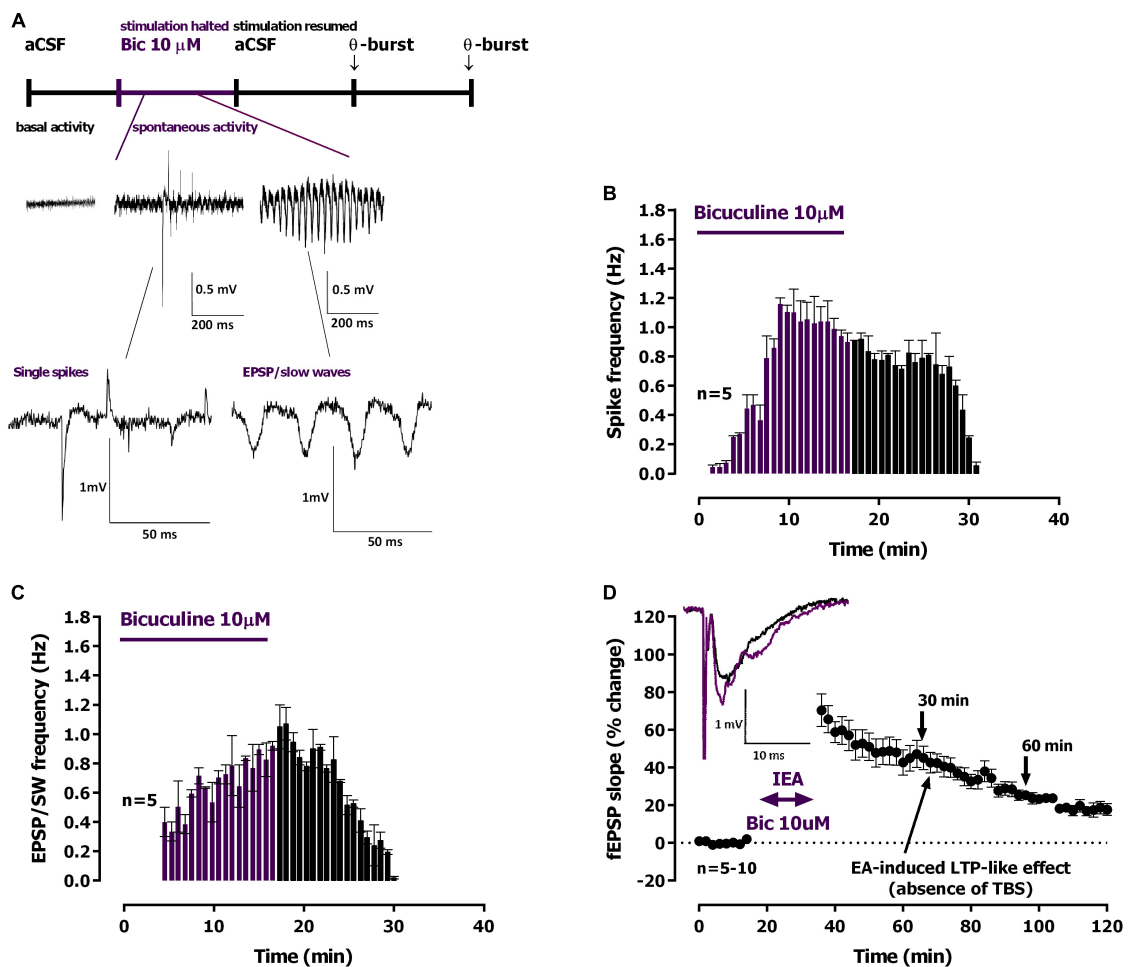 A
stimulation halted stimulation resumed
aCSF Bic 10 µM aCSF θ-burst θ-burst
basal activity spontaneous activity
0.5 mV
200 ms
0.5 mV
200 ms
Single spikes
EPSP/slow waves
1mV
50 ms
1mV
50 ms
B
Bicuculine 10µM
Spike frequency (Hz)
1.8
1.6
1.4
1.2
1.0
0.8
0.6
0.4
0.2
0.0
n=5
0 10 20 30 40
Time (min)
C
Bicuculine 10µM
EPSP/SW frequency (Hz)
1.8
1.6
1.4
1.2
1.0
0.8
0.6
0.4
0.2
0.0
n=5
0 10 20 30 40
Time (min)
D
fEPSP slope (% change)
120
100
80
60
40
20
0
-20
1 mV
10 ms
30 min
60 min
IEA
Bic 10uM
n=5-10
EA-induced LTP-like effect
(absence of TBS)
0 20 40 60 80 100 120
Time (min)